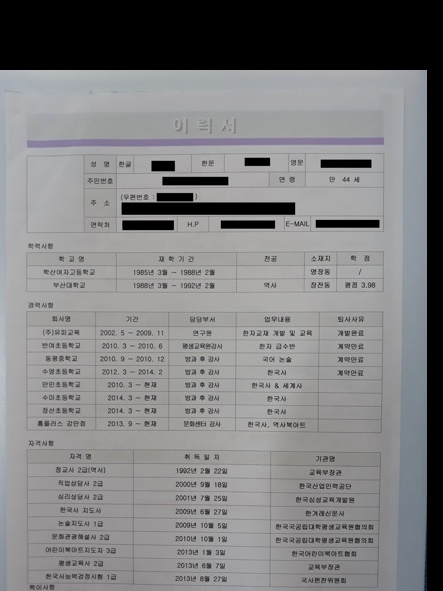 이 력 서
성 명 한글 한문 영문
주민번호 연 령 만 44 세
주 소 (우편번호 : )
연락처 H.P E-MAIL
학력사항
학 교 명 재 학 기 간 전공 소재지 학 점
학산여자고등학교 1985년 3월 ~ 1988년 2월 명장동 /
부산대학교 1988년 3월 ~ 1992년 2월 역사 장전동 평점 3.98
경력사항
회사명 기간 담당부서 업무내용 퇴사사유
(주)유피교육 2002. 5 ~ 2009. 11 연구원 한자교재 개발 및 교육 개발완료
반여초등학교 2010. 3 ~ 2010. 6 평생교육원강사 한자 급수반 계약만료
동평중학교 2010. 9 ~ 2010. 12 방과 후 강사 국어 논술 계약만료
수영초등학교 2012. 3 ~ 2014. 2 방과 후 강사 한국사 계약만료
안민초등학교 2010. 3 ~ 현재 방과 후 강사 한국사 & 세계사
수미초등학교 2014. 3 ~ 현재 방과 후 강사 한국사
장산초등학교 2014. 3 ~ 현재 방과 후 강사 한국사
홈플러스 감만점 2013. 9 ~ 현재 문화센터 강사 한국사, 역사북아트
자격사항
자격 명 취 득 일 자 기관명
정교사 2급(역사) 1992년 2월 22일 교육부장관
직업상담사 2급 2000년 9월 18일 한국산업인력공단
심리상담사 2급 2001년 7월 25일 한국심성교육개발원
한국사 지도사 2009년 6월 27일 한겨레신문사
논술지도사 1급 2009년 10월 5일 한국국공립대학평생교육원협의회
문화관광해설사 2급 2010년 10월 1일 한국국공립대학평생교육원협의회
어린이북아트지도자 3급 2013년 1월 3일 한국어린이북아트협회
평생교육사 2급 2013년 6월 7일 교육부장관
한국사능력검정시험 1급 2013년 8월 27일 국사편찬위원회
특이사항